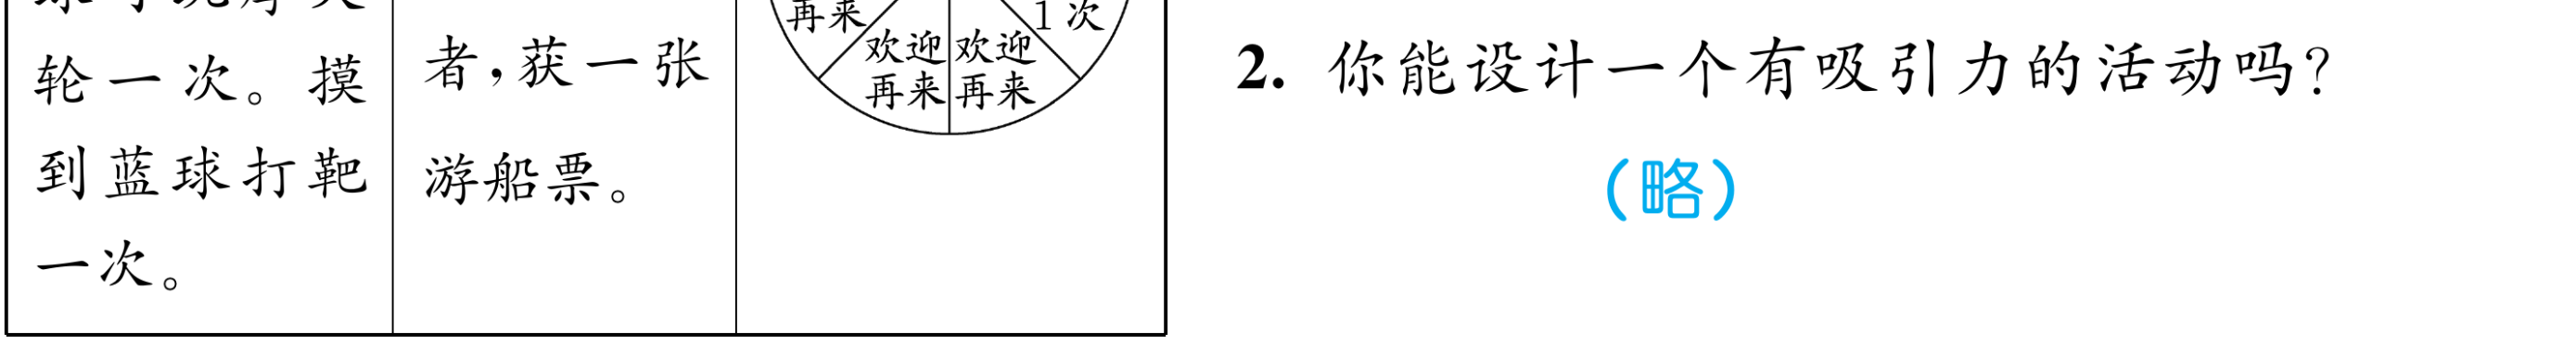 轮一次。摸
到蓝球打靶
一次。
者,获一张
游船票。
再来
1 次
欢迎 欢迎
再来 再来
2. 你能设计一个有吸引力的活动吗?
(略)